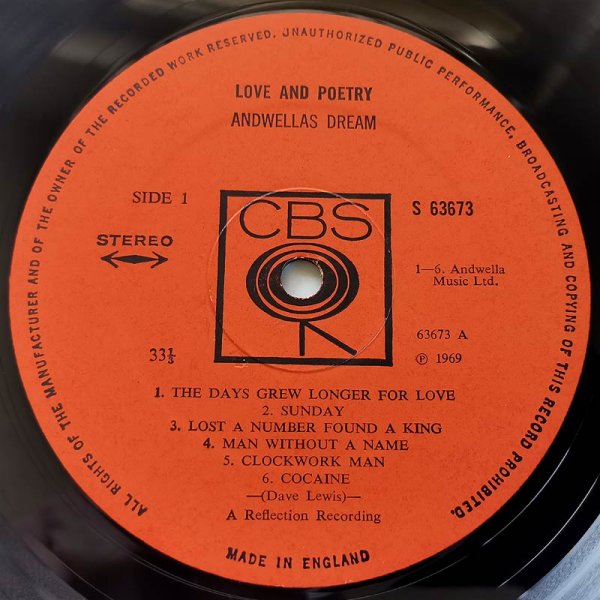 ALL RIGHTS OF THE MANUFACTURER AND OF THE OWNER OF THE RECORDED WORK RESERVED. UNAUTHORIZED PUBLIC PERFORMANCE, BROADCASTING AND COPYING OF THIS RECORD PROHIBITED.
LOVE AND POETRY
ANDWELLAS DREAM
SIDE 1
CBS
S 63673
STEREO
1—6. Andwella
Music Ltd.
63673 A
33⅓
℗ 1969
1. THE DAYS GREW LONGER FOR LOVE
2. SUNDAY
3. LOST A NUMBER FOUND A KING
4. MAN WITHOUT A NAME
5. CLOCKWORK MAN
6. COCAINE
—(Dave Lewis)—
A Reflection Recording
MADE IN ENGLAND